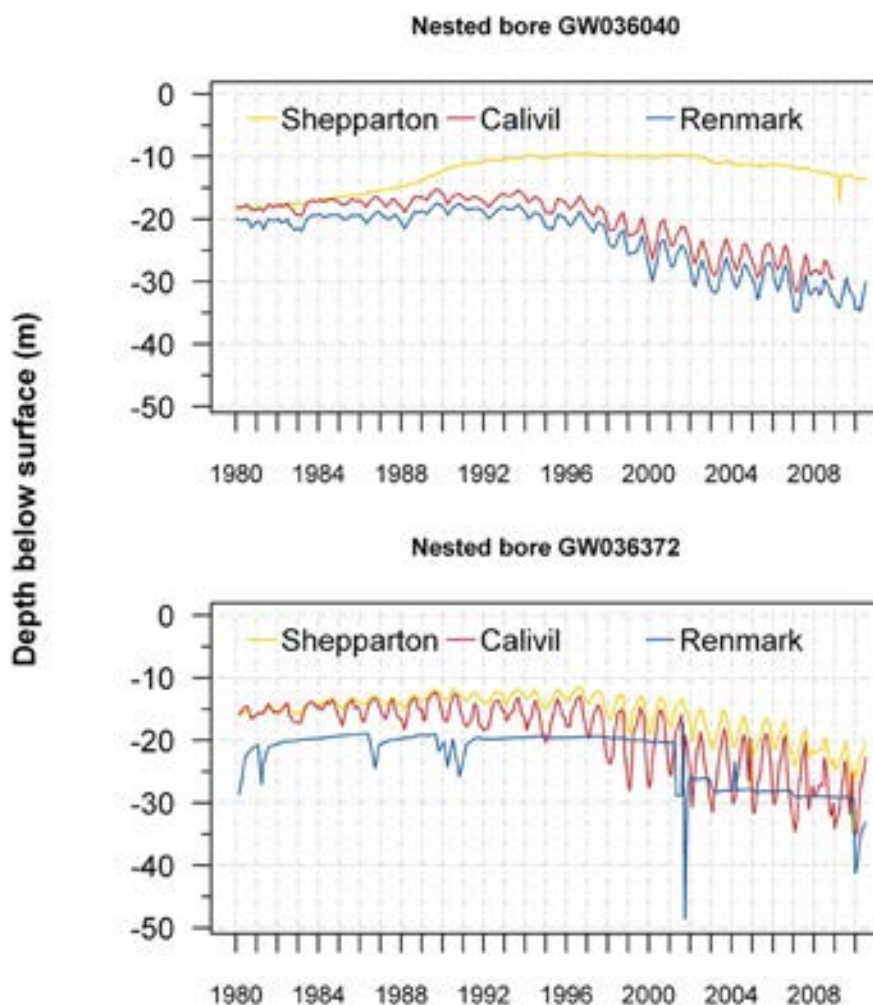 Nested bore GW036040
0
Shepparton Calivil Renmark
-10
-20
-30
-40
-50
1980 1984 1988 1992 1996 2000 2004 2008
Depth below surface (m)
Nested bore GW036372
0
Shepparton Calivil Renmark
-10
-20
-30
-40
-50
1980 1984 1988 1992 1996 2000 2004 2008